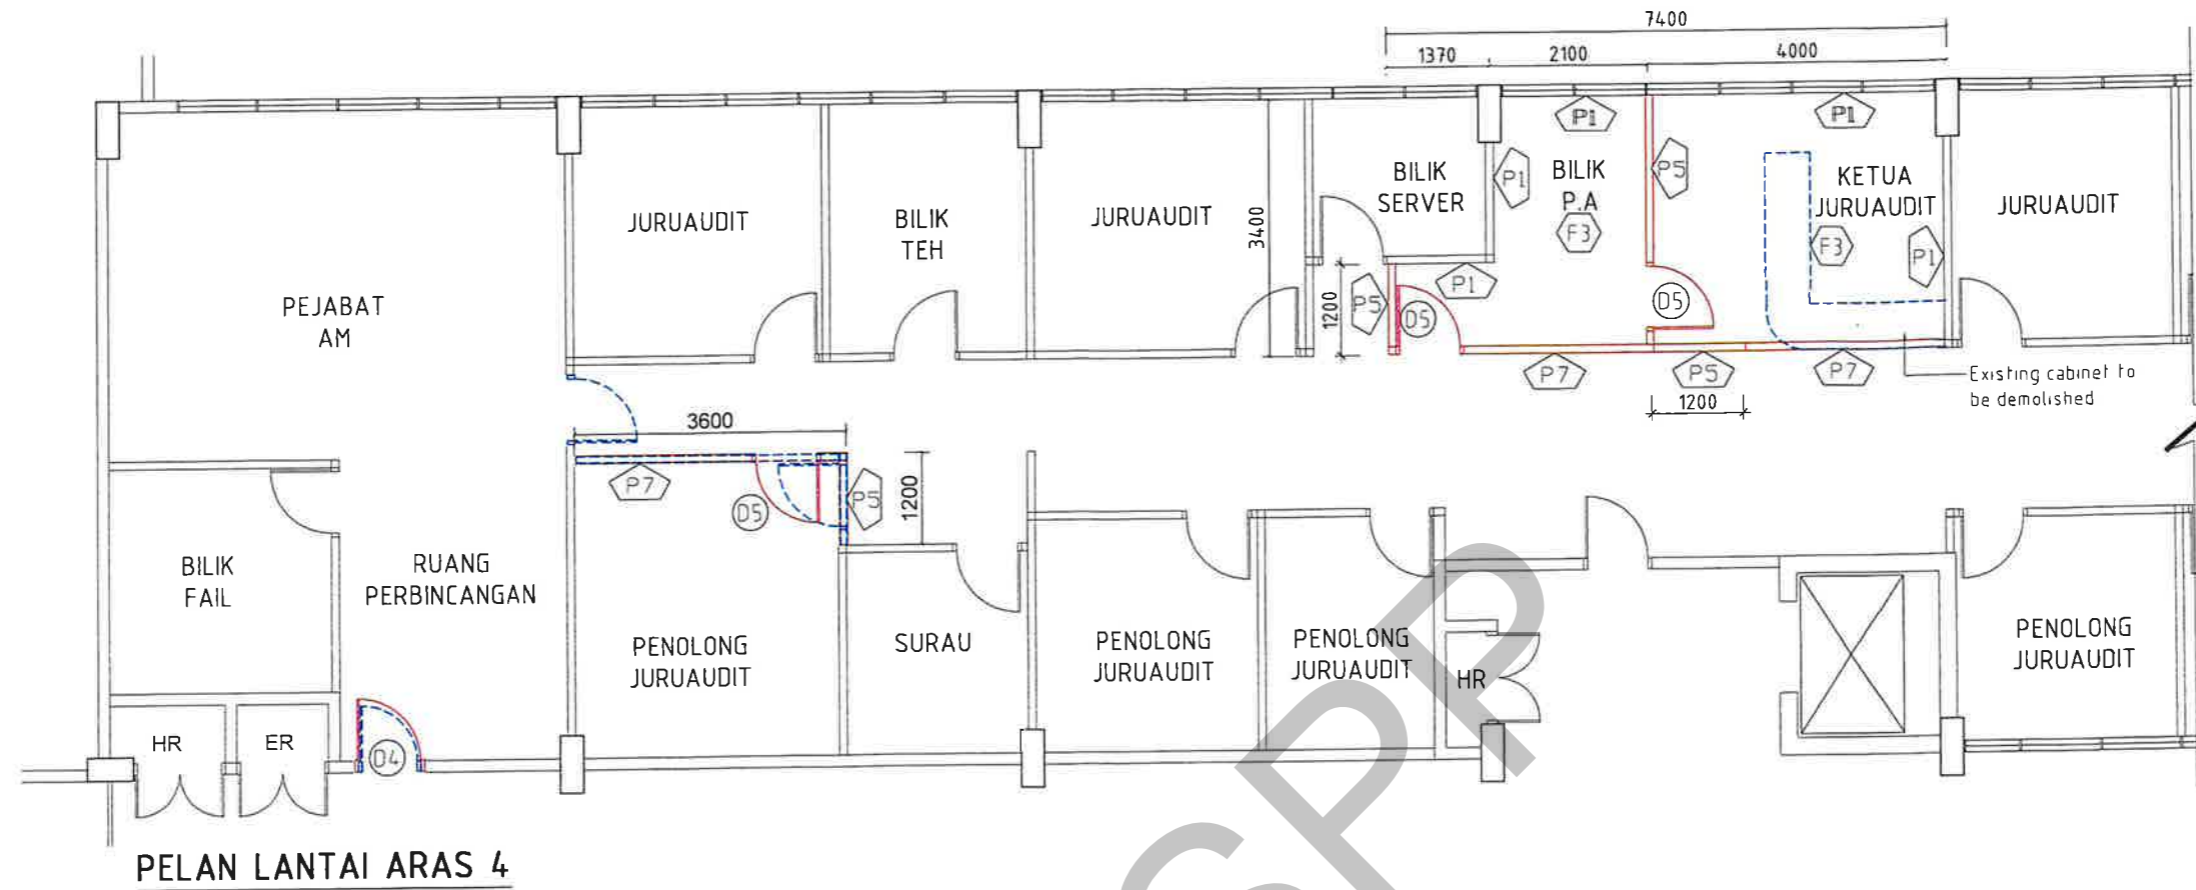 7400
1370
2100
4000
P1
P1
BILIK
SERVER
P1
BILIK
P.A
F3
P5
KETUA
JURUAUDIT
F3
P1
JURUAUDIT
JURUAUDIT
BILIK
TEH
JURUAUDIT
3400
PEJABAT
AM
1200
P5
P1
D5
D5
P7
P5
P7
1200
Existing cabinet to
be demolished
3600
P7
D5
P5
1200
BILIK
FAIL
RUANG
PERBINCANGAN
PENOLONG
JURUAUDIT
SURAU
PENOLONG
JURUAUDIT
PENOLONG
JURUAUDIT
HR
PENOLONG
JURUAUDIT
HR
ER
D4
PELAN LANTAI ARAS 4
SPP